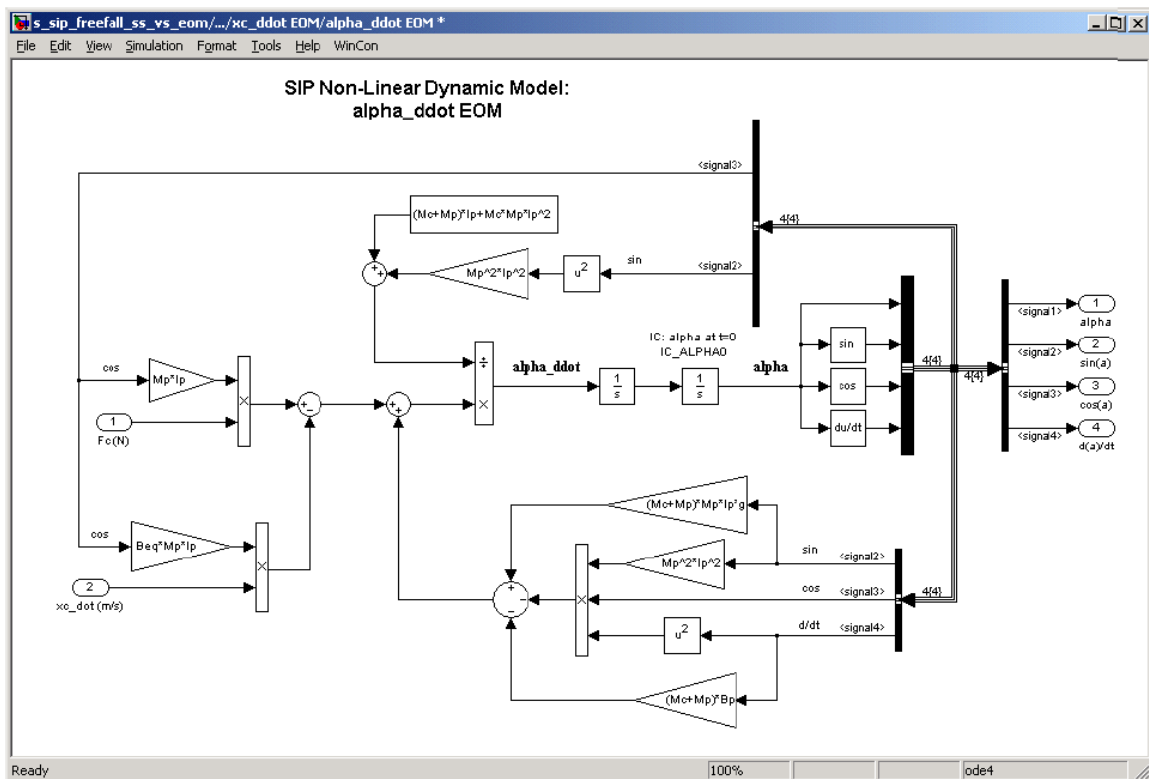 s_sip_freefall_ss_vs_eom/.../xc_ddot EOM/alpha_ddot EOM *
File Edit View Simulation Format Tools Help WinCon
SIP Non-Linear Dynamic Model:
alpha_ddot EOM
<signal3>
(Mc+Mp)*Ip+Mc*Mp*lp^2
4{4}
+
+
Mp^2*lp^2
u^2
sin
<signal2>
IC: alpha at t=0
IC_ALPHA0
÷
×
alpha_ddot
1
s
1
s
alpha
sin
cos
du/dt
4{4}
4{4}
<signal1>
1
alpha
<signal2>
2
sin(a)
<signal3>
3
cos(a)
<signal4>
4
d(a)/dt
cos
Mp*lp
×
1
Fc(N)
+
-
+
+
cos
Beq*Mp*lp
×
2
xc_dot (m/s)
(Mc+Mp)*Mp*lp*g
sin
<signal2>
Mp^2*lp^2
+
-
-
×
cos
<signal3>
4{4}
u^2
d/dt
<signal4>
(Mc+Mp)*Bp
Ready
100%
ode4